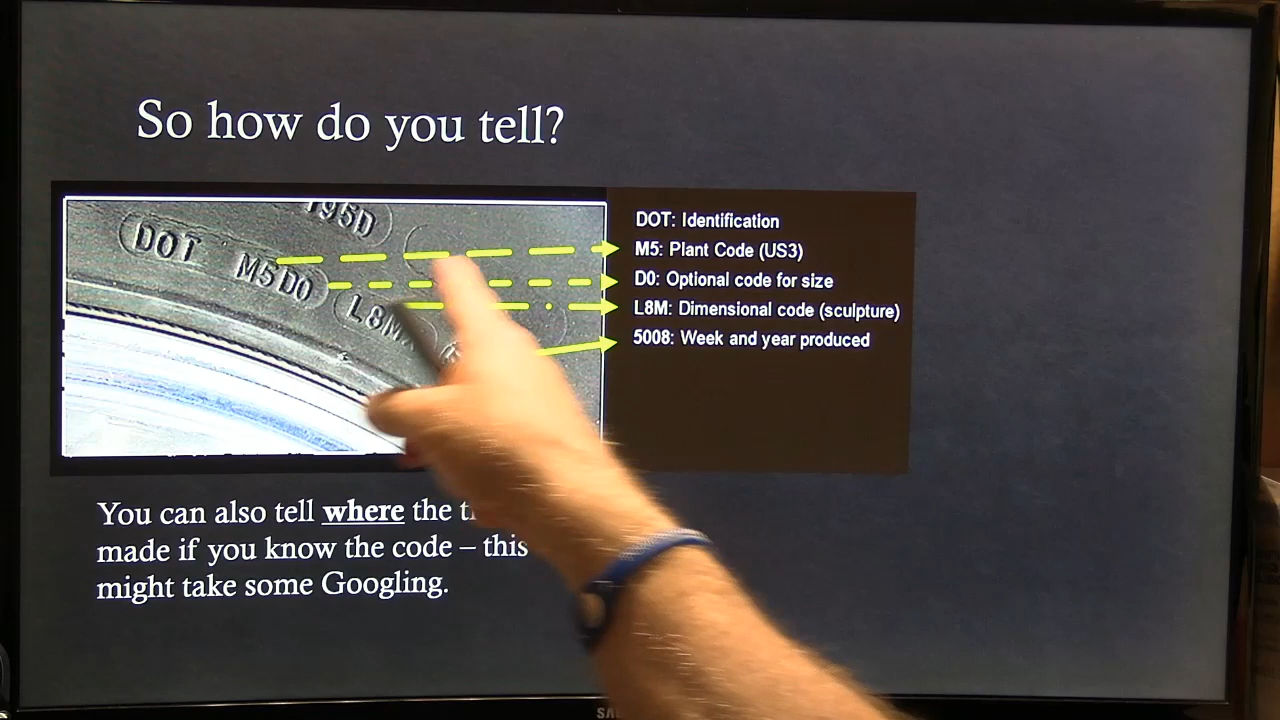 So how do you tell?
195D
DOT M5D0
L8M
DOT: Identification
M5: Plant Code (US3)
D0: Optional code for size
L8M: Dimensional code (sculpture)
5008: Week and year produced
You can also tell where the
made if you know the code – this
might take some Googling.